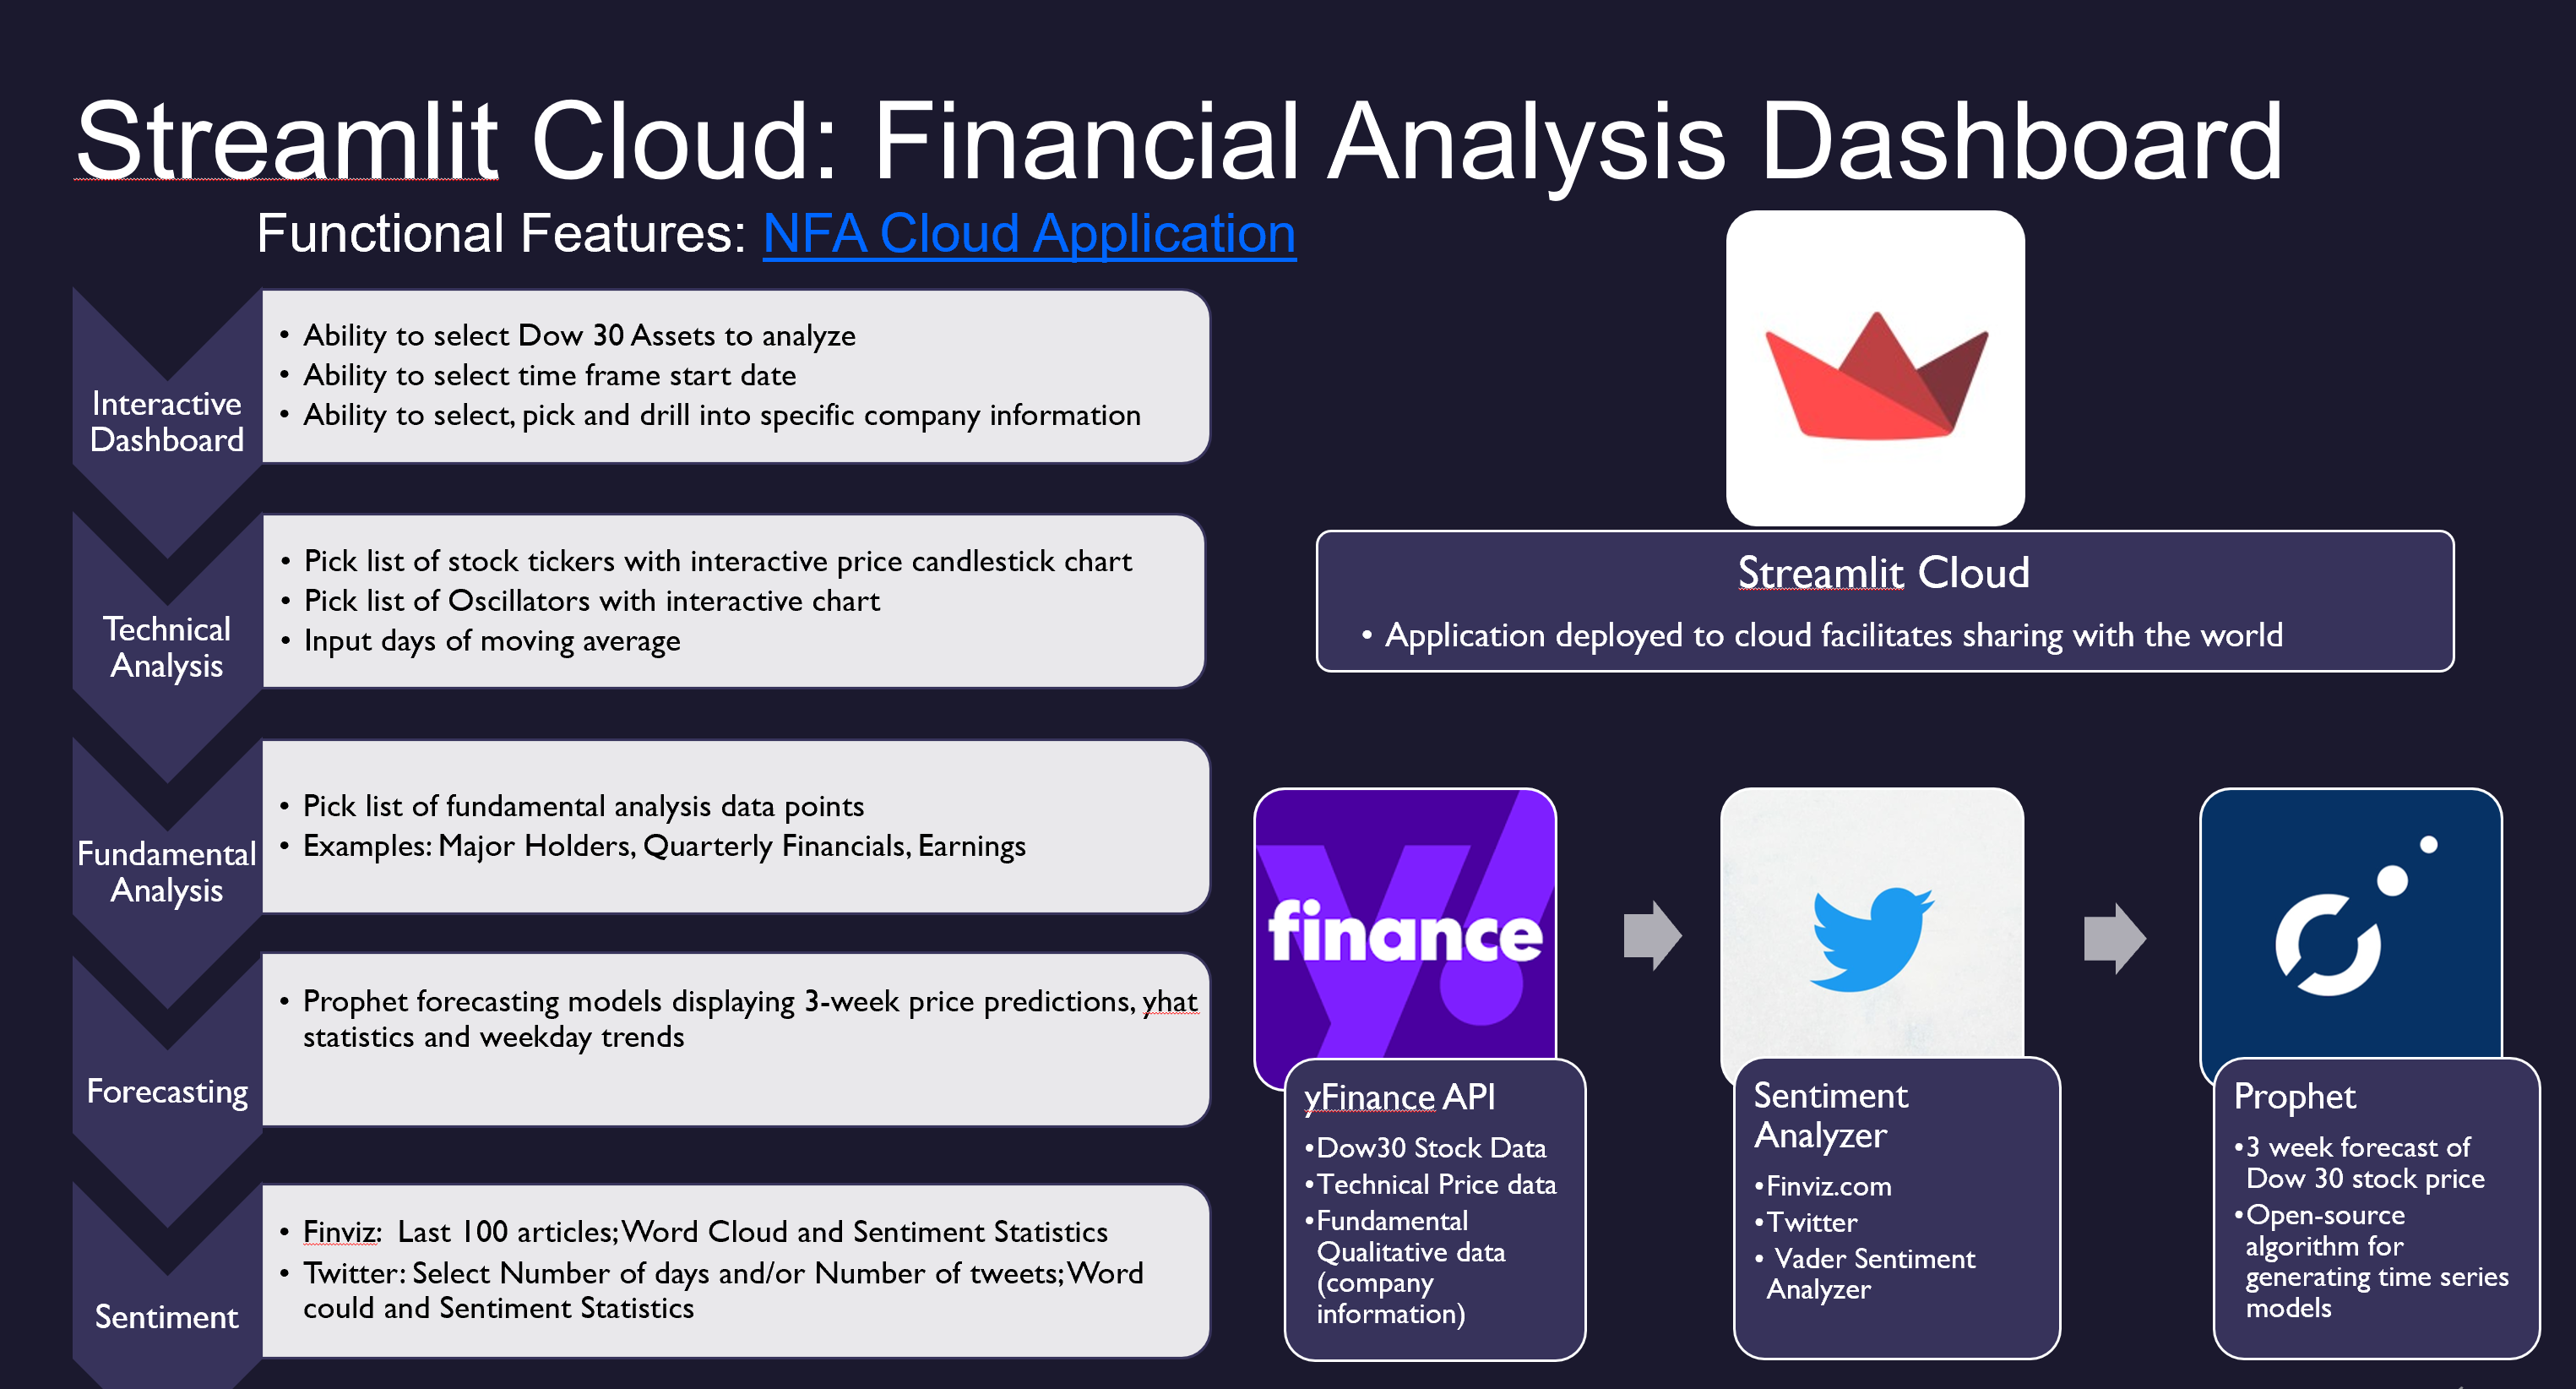 Streamlit Cloud: Financial Analysis Dashboard
Functional Features: NFA Cloud Application
Interactive
Dashboard
• Ability to select Dow 30 Assets to analyze
• Ability to select time frame start date
• Ability to select, pick and drill into specific company information
Technical
Analysis
• Pick list of stock tickers with interactive price candlestick chart
• Pick list of Oscillators with interactive chart
• Input days of moving average
Fundamental
Analysis
• Pick list of fundamental analysis data points
• Examples: Major Holders, Quarterly Financials, Earnings
Forecasting
• Prophet forecasting models displaying 3-week price predictions, yhat
statistics and weekday trends
Sentiment
• Finviz:  Last 100 articles; Word Cloud and Sentiment Statistics
• Twitter: Select Number of days and/or Number of tweets; Word
could and Sentiment Statistics
Streamlit Cloud
• Application deployed to cloud facilitates sharing with the world
y!
finance
yFinance API
•Dow30 Stock Data
•Technical Price data
•Fundamental
Qualitative data
(company
information)
Sentiment
Analyzer
•Finviz.com
•Twitter
• Vader Sentiment
Analyzer
Prophet
•3 week forecast of
Dow 30 stock price
•Open-source
algorithm for
generating time series
models